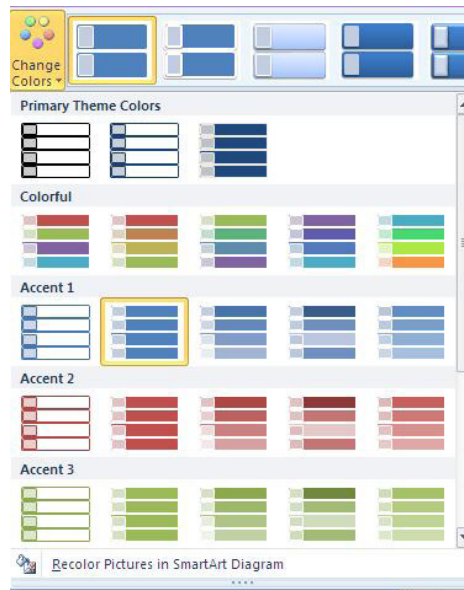 Change
Colors
Primary Theme Colors
Colorful
Accent 1
Accent 2
Accent 3
Recolor Pictures in SmartArt Diagram